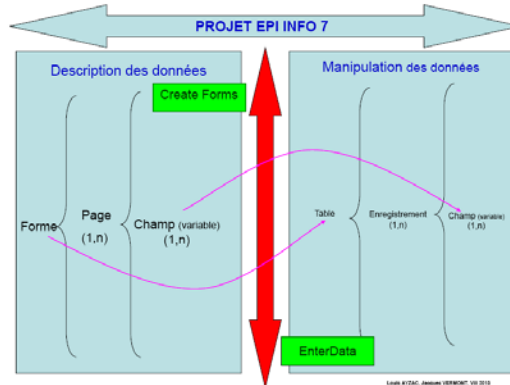 PROJET EPI INFO 7
Description des données
Create Forms
Forme
Page
(1,n)
Champ (variable)
(1,n)
Manipulation des données
Table
Enregistrement
(1,n)
Champ (variable)
(1,n)
EnterData
Louis AYZAC, Jacques VERMONT, VIII 2010